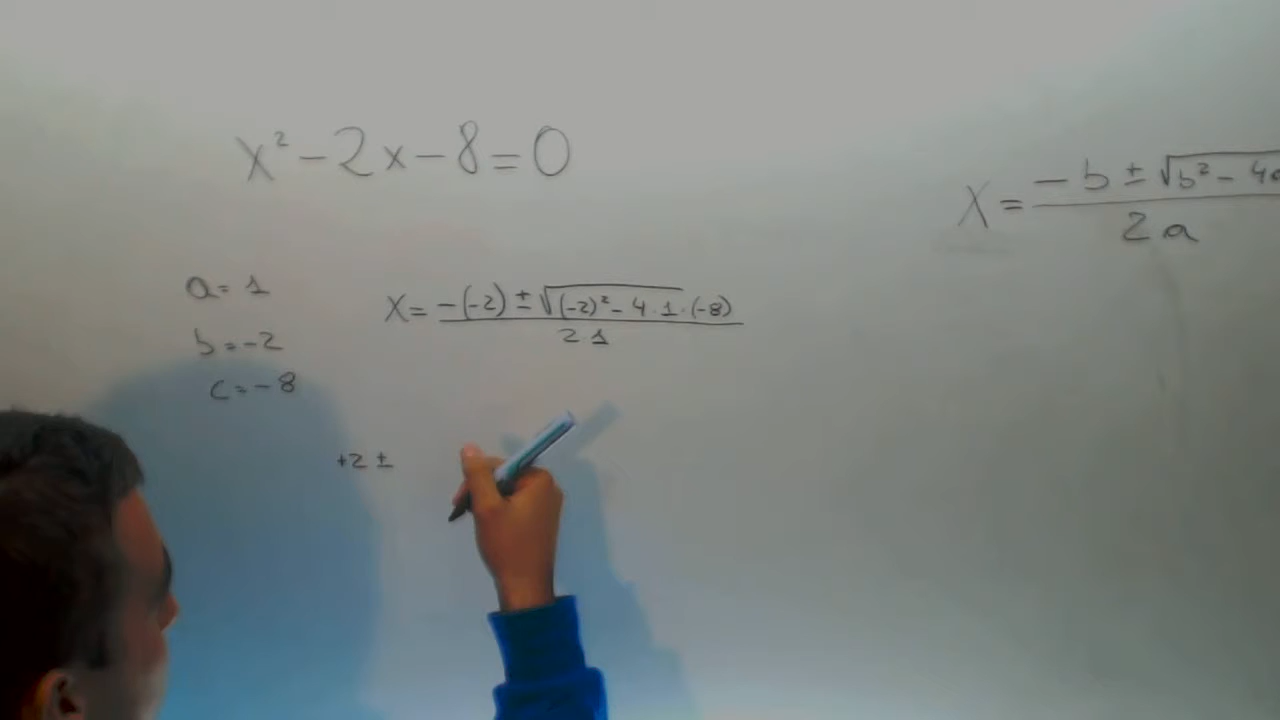 x² - 2x - 8 = 0
X = -b ± √b² - 4
2a
a = 1
X = -(-2) ± √(-2)² - 4 · 1 · (-8)
2 1
b = -2
c = -8
+2 ±